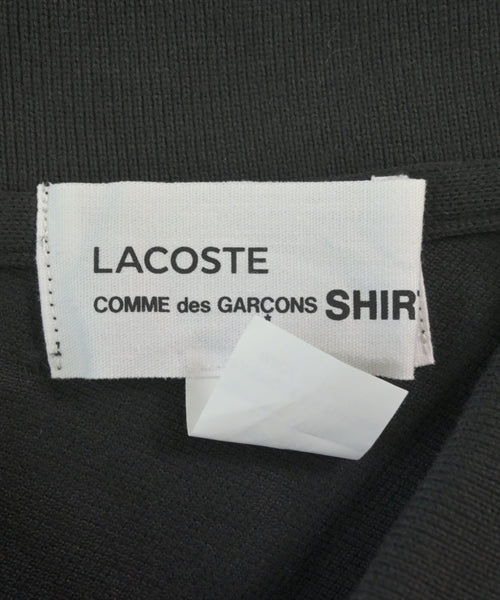 LACOSTE
COMME des GARÇONS SHIRT